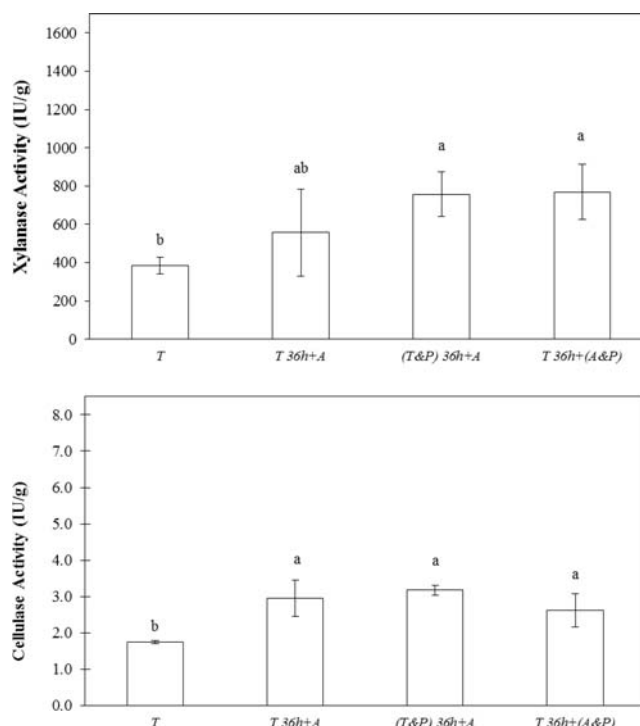 Xylanase Activity (IU/g)
1600
1400
1200
1000
800
600
400
200
0
b
ab
a
a
T
T 36h+A
(T&P) 36h+A
T 36h+(A&P)
Cellulase Activity (IU/g)
8.0
7.0
6.0
5.0
4.0
3.0
2.0
1.0
0.0
b
a
a
a
T
T 36h+A
(T&P) 36h+A
T 36h+(A&P)